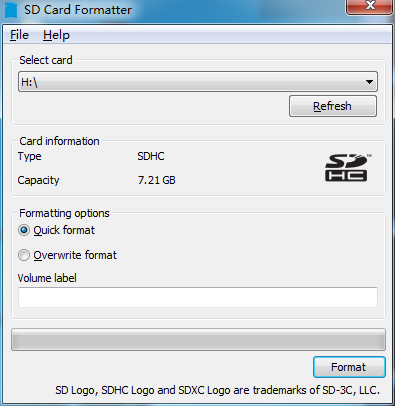 SD Card Formatter
File Help
Select card
H:\
Refresh
Card information
Type SDHC
Capacity 7.21 GB
SD HC
Formatting options
Quick format
Overwrite format
Volume label
Format
SD Logo, SDHC Logo and SDXC Logo are trademarks of SD-3C, LLC.